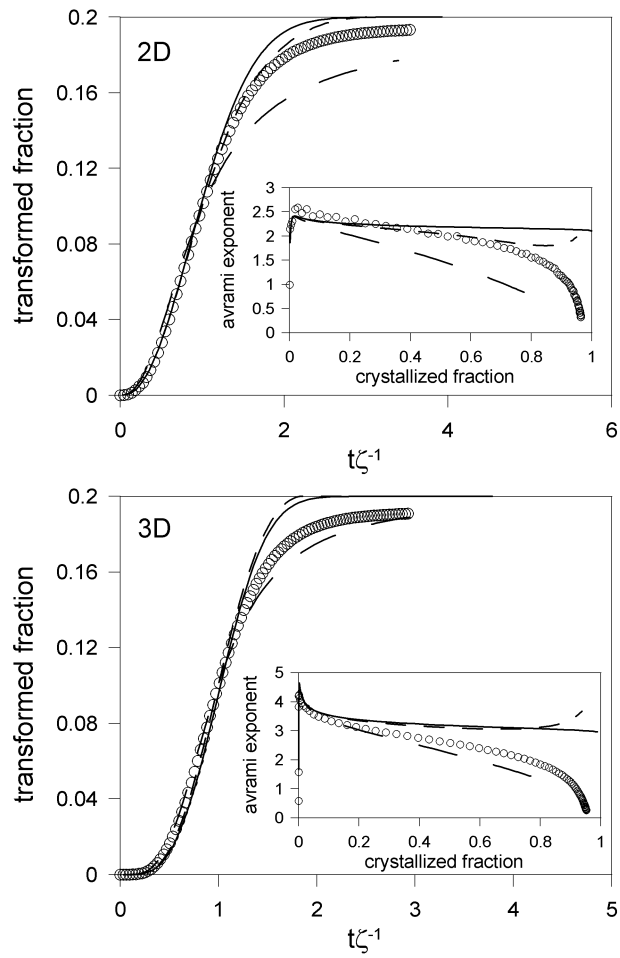 2D
transformed fraction
0.2
0.16
0.12
0.08
0.04
0
0 2 4 6
tζ⁻¹
avrami exponent
3
2.5
2
1.5
1
0.5
0
0 0.2 0.4 0.6 0.8 1
crystallized fraction
3D
transformed fraction
0.2
0.16
0.12
0.08
0.04
0
0 1 2 3 4 5
tζ⁻¹
avrami exponent
5
4
3
2
1
0
0 0.2 0.4 0.6 0.8 1
crystallized fraction